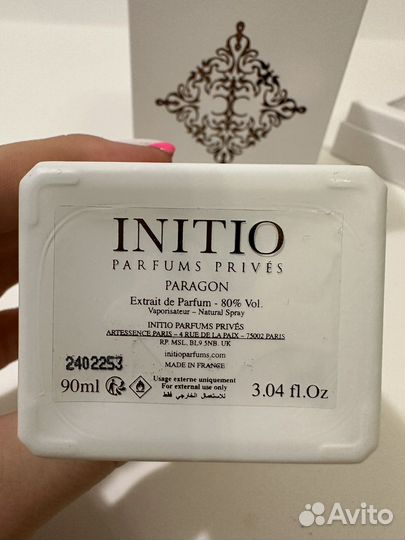 INITIO
PARFUMS PRIVÉS
PARAGON
Extrait de Parfum - 80% Vol.
Vaporisateur – Natural Spray
INITIO PARFUMS PRIVÉS
ARTESSENCE PARIS – 4 RUE DE LA PAIX – 75002 PARIS
RP. MSL. BL9 5NB. UK
initioparfums.com
2402253
MADE IN FRANCE
90ml
Usage externe uniquement
For external use only
للاستعمال الخارجي فقط
3.04 fl.Oz
Avito